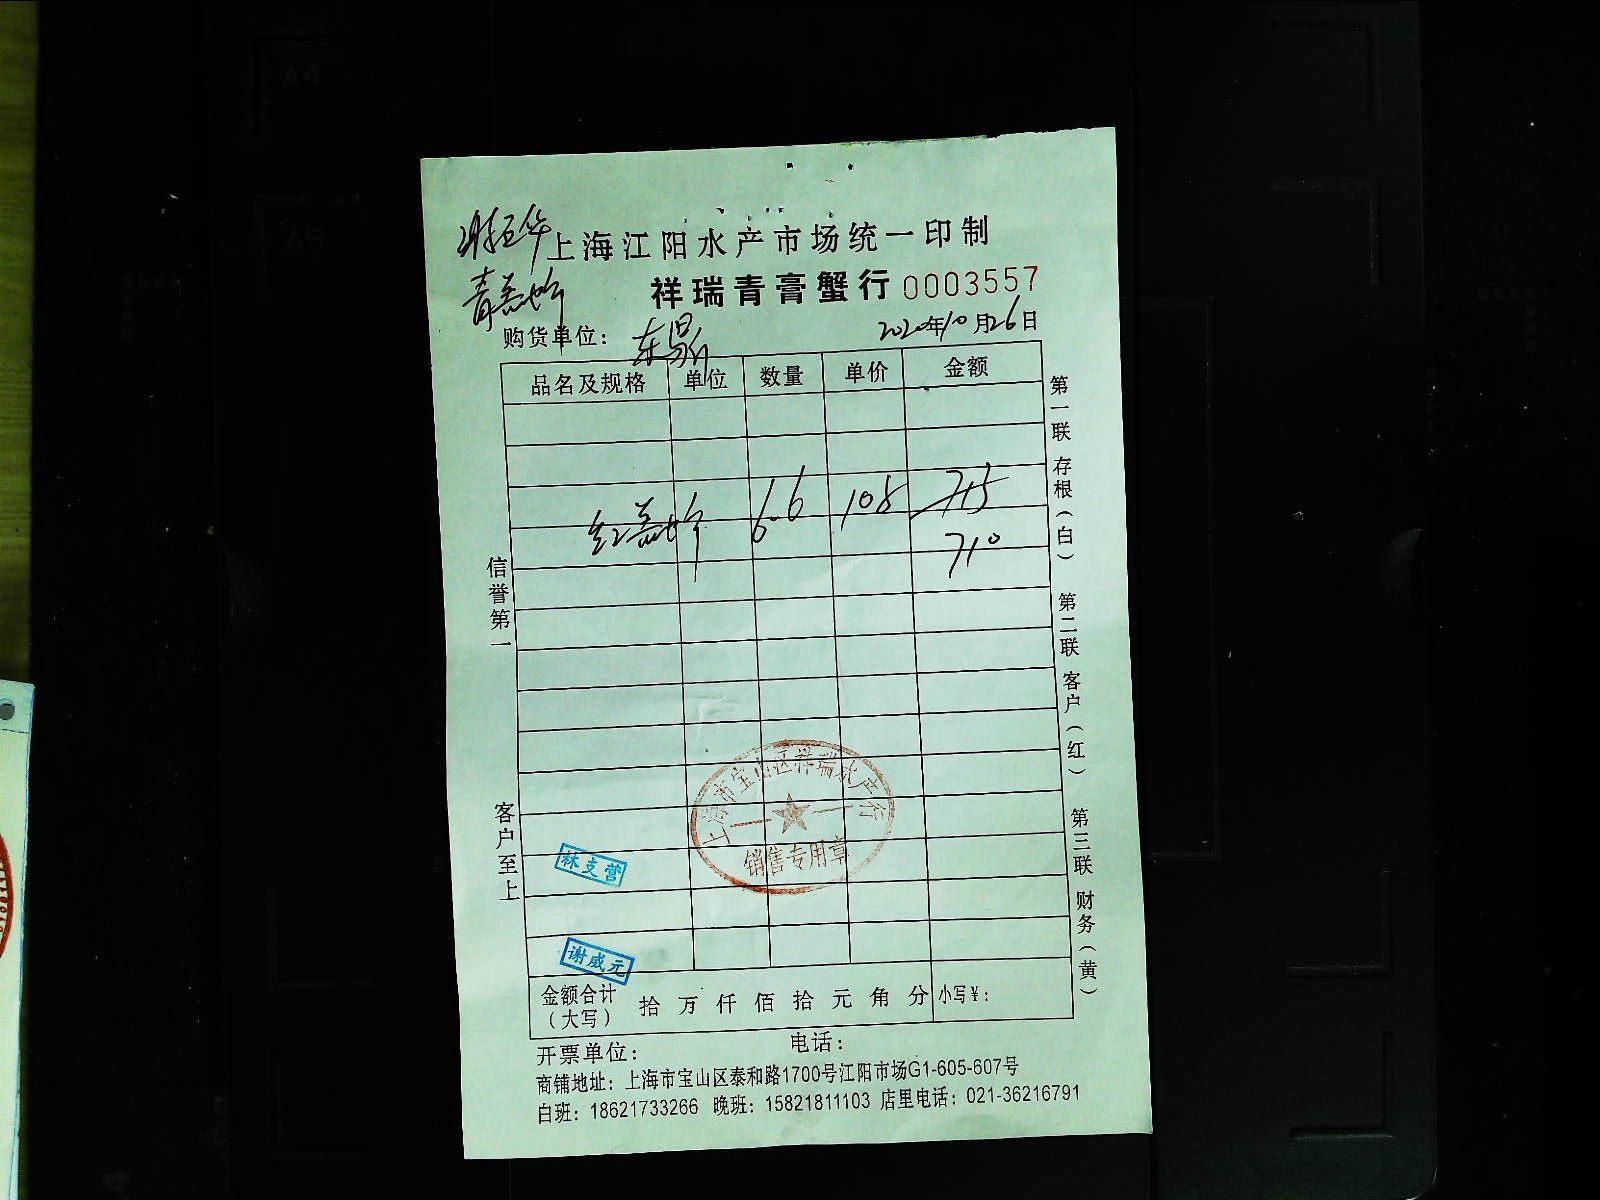 上海江阳水产市场统一印制
祥瑞青膏蟹行 0003557
青盖蚶
购货单位:
2020年10月26日
品名及规格 单位 数量 单价 金额
红盖蚶 6.6 108 715
710
信誉第一
客户至上
第一联 存根(白) 第二联 客户(红) 第三联 财务(黄)
上海市宝山区祥瑞水产行
销售专用章
林支营
谢威元
金额合计(大写) 拾 万 仟 佰 拾 元 角 分 小写¥:
开票单位: 电话:
商铺地址: 上海市宝山区泰和路1700号江阳市场G1-605-607号
白班: 18621733266 晚班: 15821811103 店里电话: 021-36216791